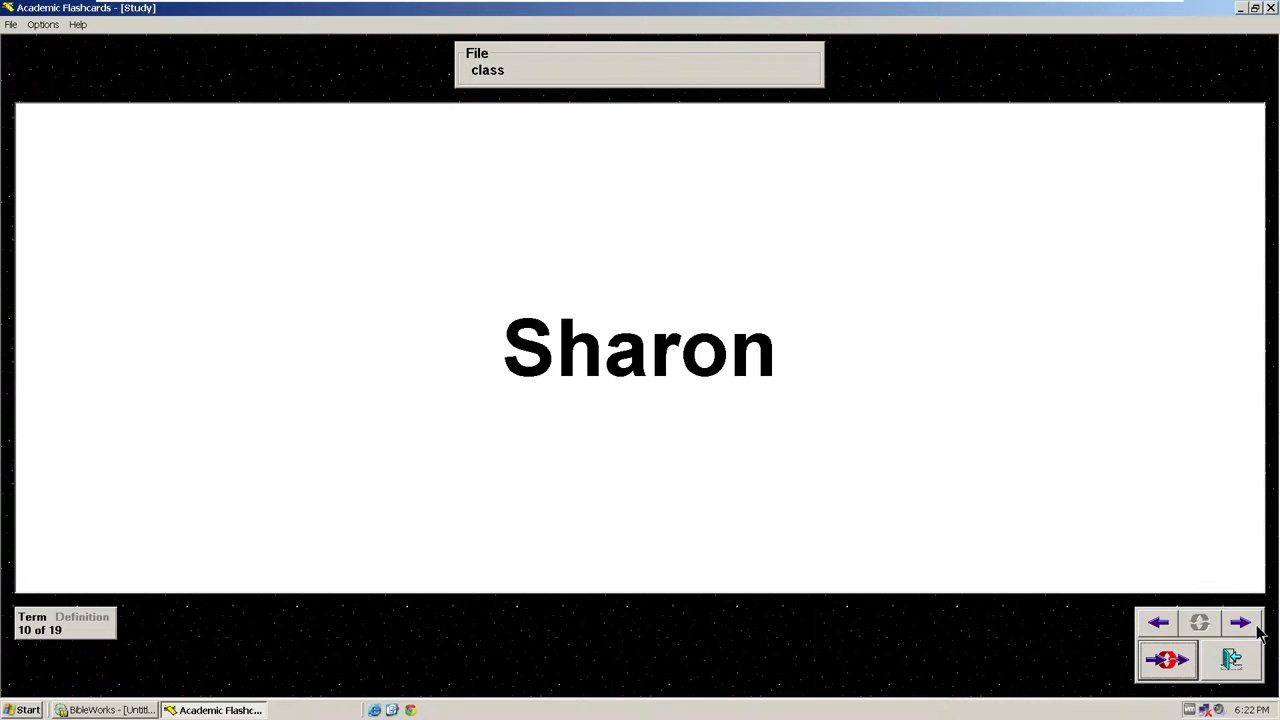 Academic Flashcards - [Study]
File Options Help
File
class
Sharon
Term Definition
10 of 19
Start
BibleWorks - [Untitl...
Academic Flashc...
6:22 PM